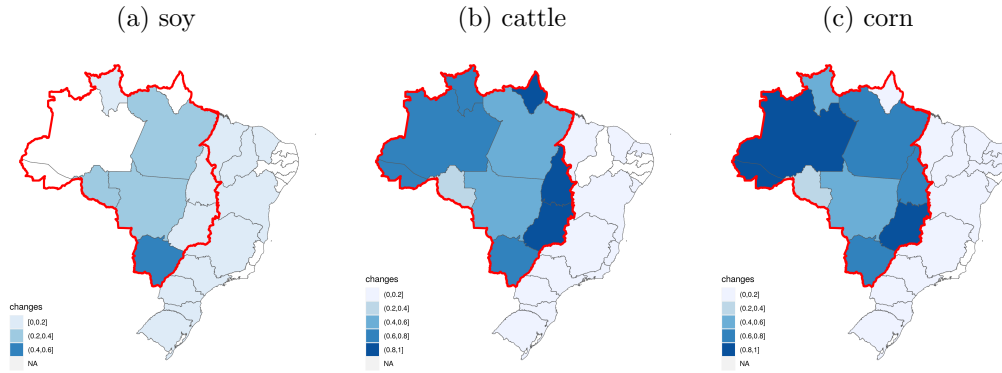 (a) soy
(b) cattle
(c) corn
changes
[0,0.2]
(0.2,0.4]
(0.4,0.6]
NA
changes
[0,0.2]
(0.2,0.4]
(0.4,0.6]
(0.6,0.8]
(0.8,1]
NA
changes
[0,0.2]
(0.2,0.4]
(0.4,0.6]
(0.6,0.8]
(0.8,1]
NA